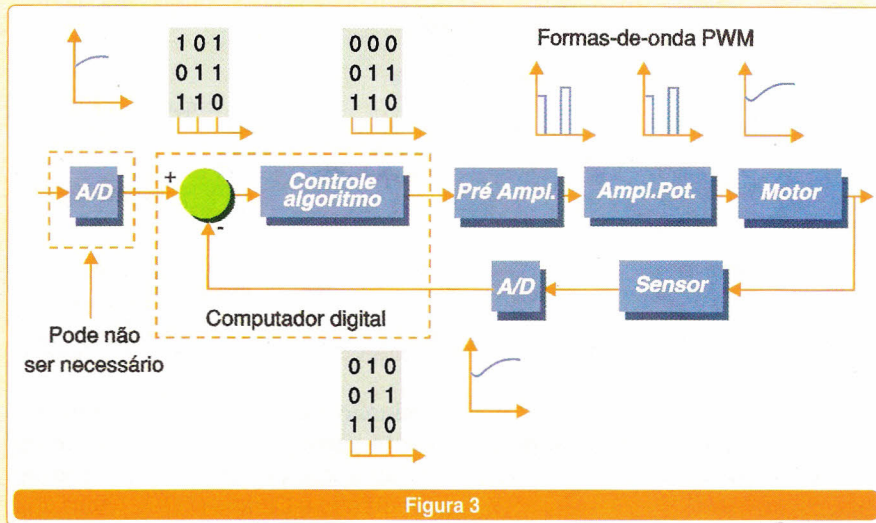 Formas-de-onda PWM
1 0 1
0 1 1
1 1 0
0 0 0
0 1 1
1 1 0
A/D
+
-
Controle
algoritmo
Pré Ampl.
Ampl.Pot.
Motor
A/D
Sensor
Computador digital
Pode não
ser necessário
0 1 0
0 1 1
1 1 0
Figura 3